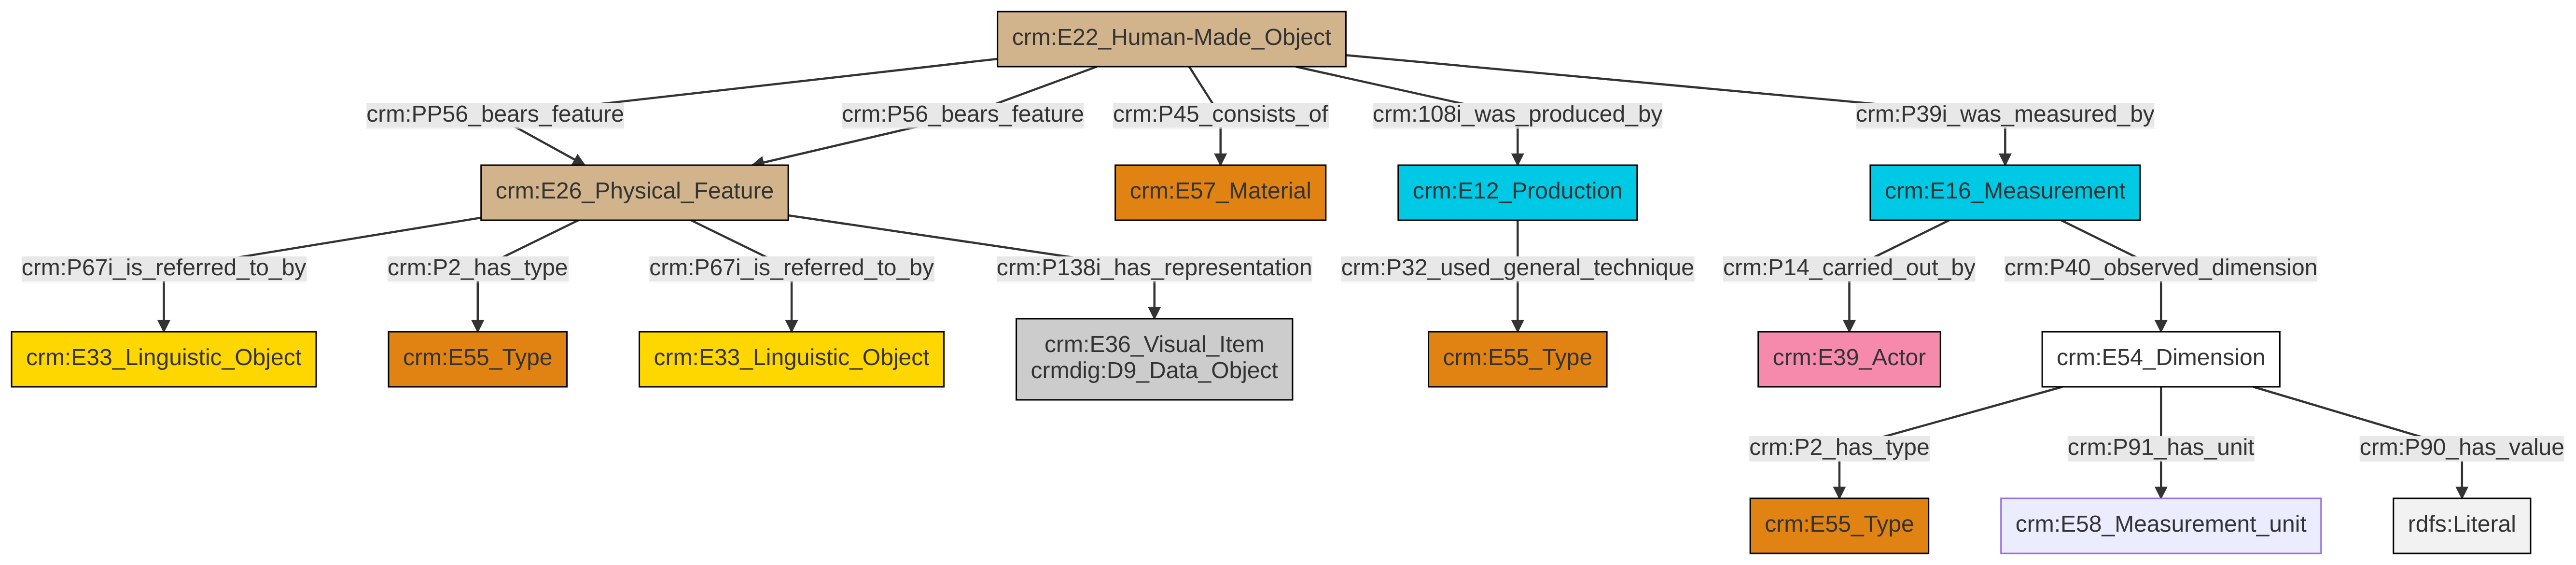 crm:E22_Human-Made_Object
crm:PP56_bears_feature
crm:P56_bears_feature
crm:P45_consists_of
crm:108i_was_produced_by
crm:P39i_was_measured_by
crm:E26_Physical_Feature
crm:E57_Material
crm:E12_Production
crm:E16_Measurement
crm:P67i_is_referred_to_by
crm:P2_has_type
crm:P67i_is_referred_to_by
crm:P138i_has_representation
crm:P32_used_general_technique
crm:P14_carried_out_by
crm:P40_observed_dimension
crm:E33_Linguistic_Object
crm:E55_Type
crm:E33_Linguistic_Object
crm:E36_Visual_Item
crmdig:D9_Data_Object
crm:E55_Type
crm:E39_Actor
crm:E54_Dimension
crm:P2_has_type
crm:P91_has_unit
crm:P90_has_value
crm:E55_Type
crm:E58_Measurement_unit
rdfs:Literal